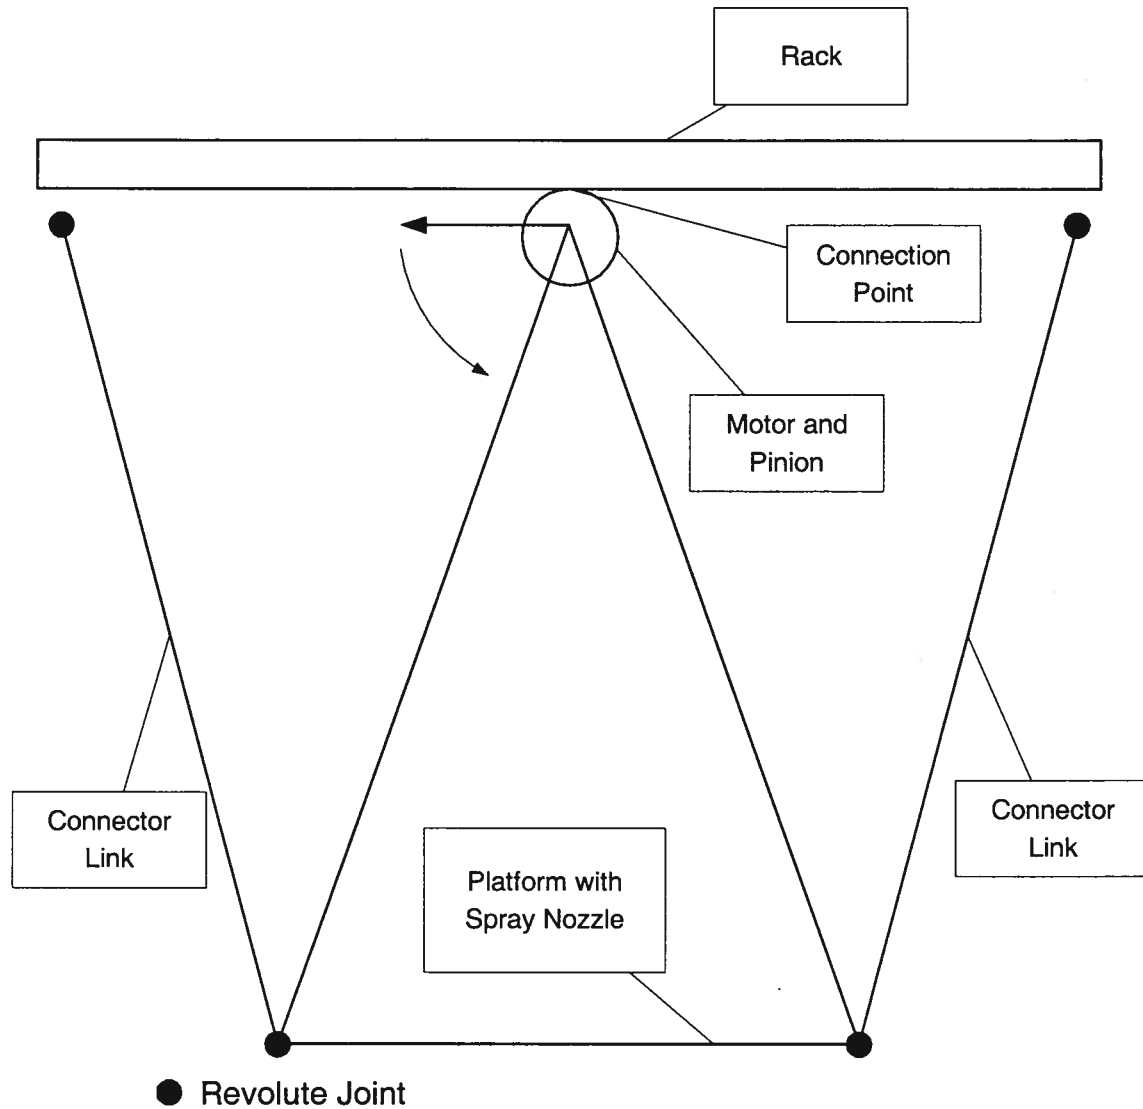 Rack
Connection
Point
Motor and
Pinion
Connector
Link
Connector
Link
Platform with
Spray Nozzle
Revolute Joint